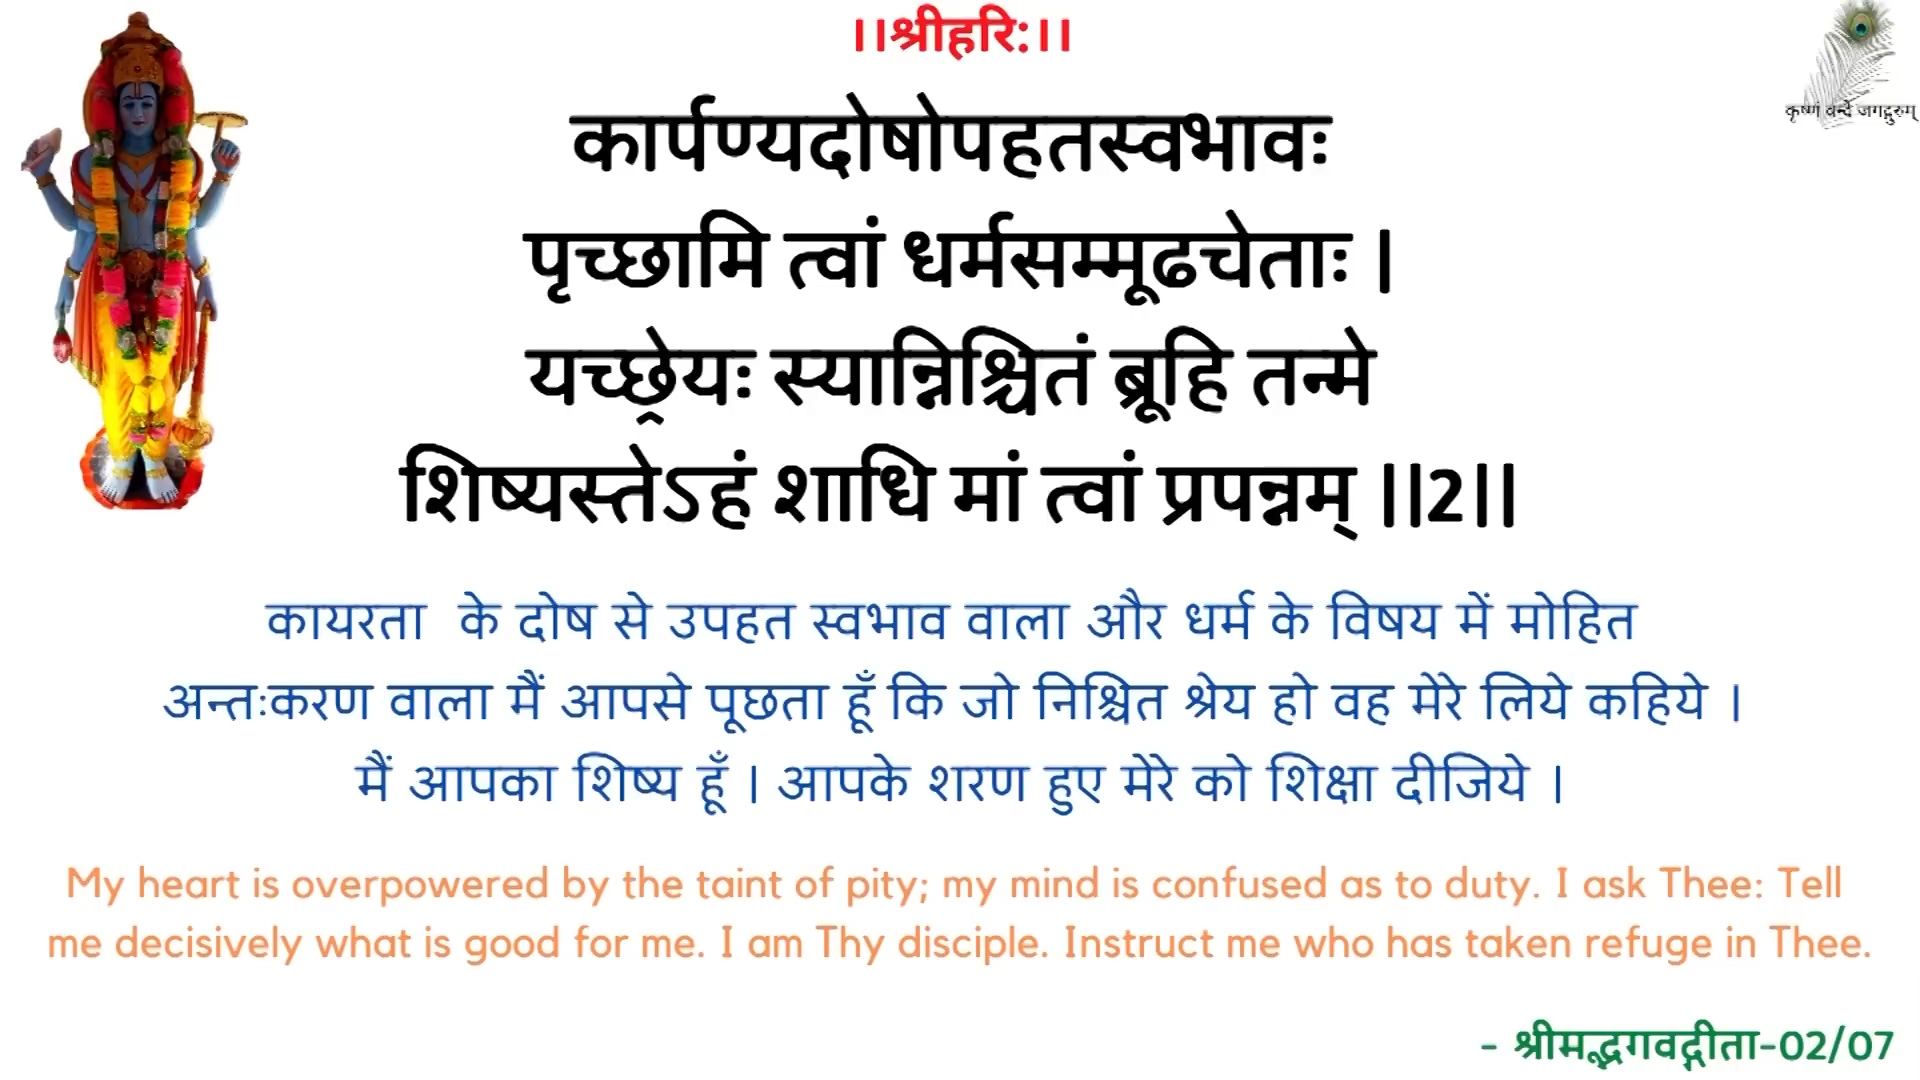 ।।श्रीहरि:।।
कृष्णं वन्दे जगद्गुरुम्
कार्पण्यदोषोपहतस्वभावः
पृच्छामि त्वां धर्मसम्मूढचेताः |
यच्छ्रेयः स्यान्निश्चितं ब्रूहि तन्मे
शिष्यस्तेऽहं शाधि मां त्वां प्रपन्नम् ||2||
कायरता के दोष से उपहत स्वभाव वाला और धर्म के विषय में मोहित
अन्तःकरण वाला मैं आपसे पूछता हूँ कि जो निश्चित श्रेय हो वह मेरे लिये कहिये |
मैं आपका शिष्य हूँ | आपके शरण हुए मेरे को शिक्षा दीजिये |
My heart is overpowered by the taint of pity; my mind is confused as to duty. I ask Thee: Tell
me decisively what is good for me. I am Thy disciple. Instruct me who has taken refuge in Thee.
- श्रीमद्भगवद्गीता-02/07